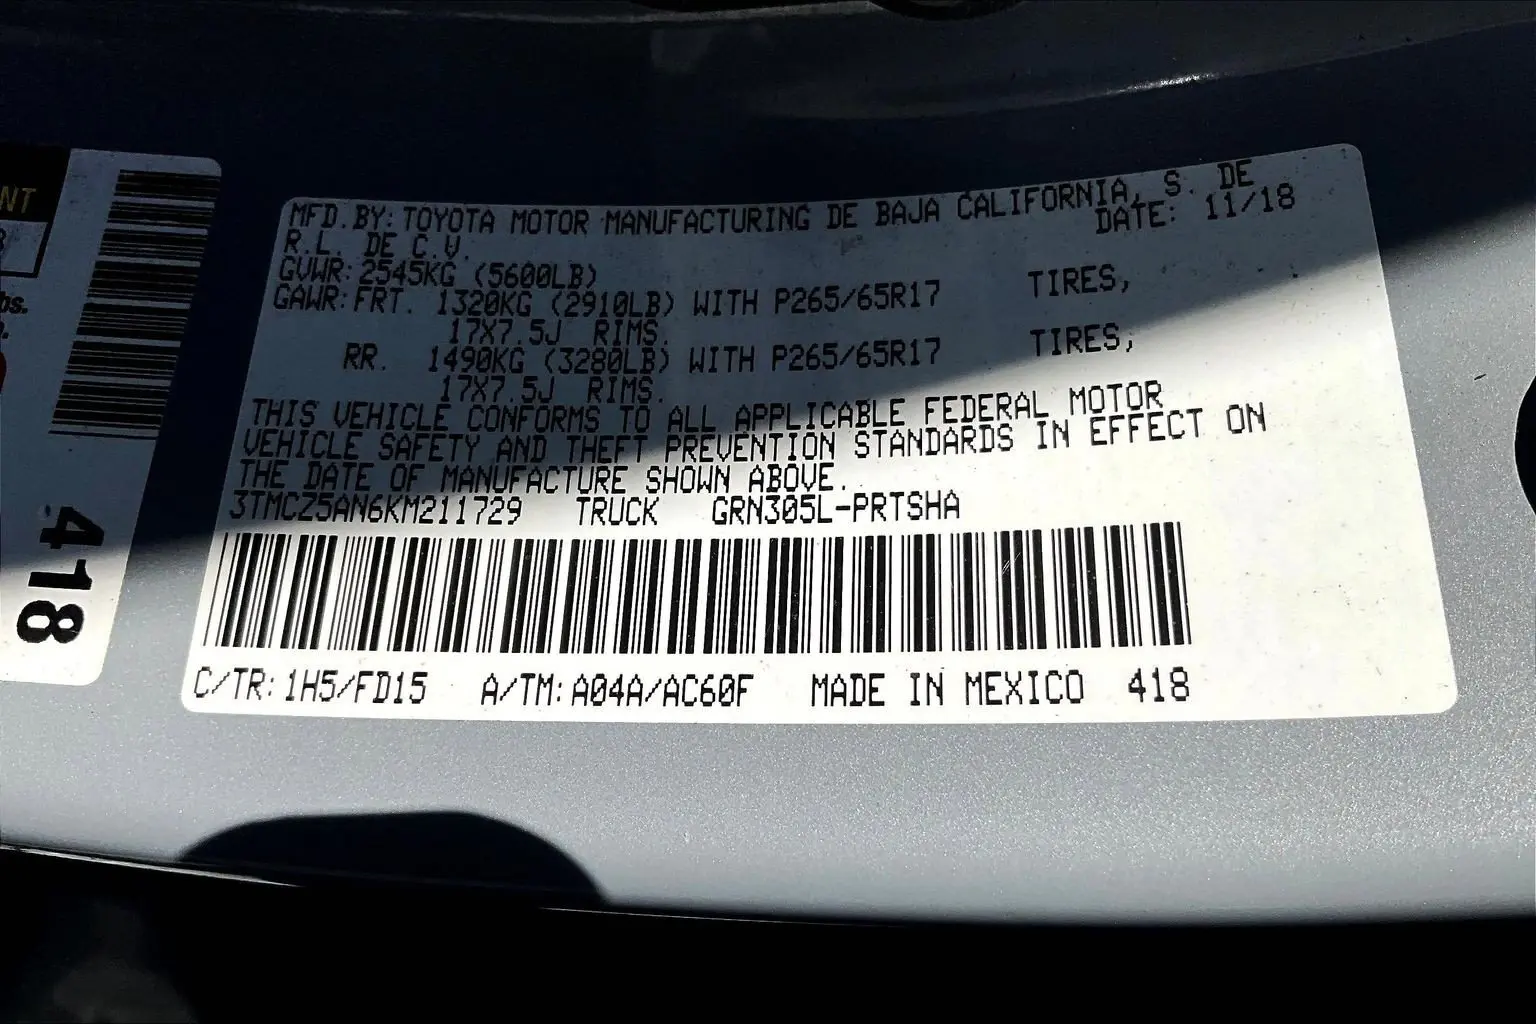 MFD.BY: TOYOTA MOTOR MANUFACTURING DE BAJA CALIFORNIA, S. DE
R.L. DE C.V. DATE: 11/18
GVWR: 2545KG (5600LB)
GAWR: FRT. 1320KG (2910LB) WITH P265/65R17 TIRES,
17X7.5J RIMS.
RR. 1490KG (3280LB) WITH P265/65R17 TIRES,
17X7.5J RIMS.
THIS VEHICLE CONFORMS TO ALL APPLICABLE FEDERAL MOTOR
VEHICLE SAFETY AND THEFT PREVENTION STANDARDS IN EFFECT ON
THE DATE OF MANUFACTURE SHOWN ABOVE.
3TMCZ5AN6KM211729 TRUCK GRN305L-PRTSHA
C/TR: 1H5/FD15 A/TM: A04A/AC60F MADE IN MEXICO 418
418